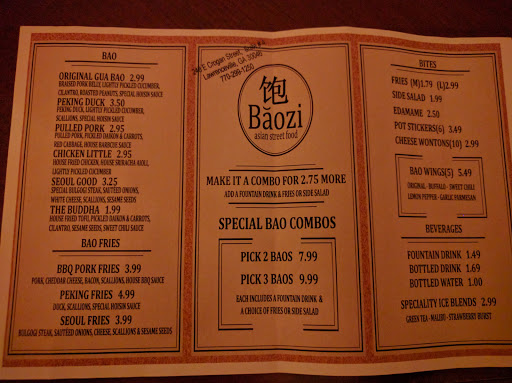 BAO
ORIGINAL GUA BAO 2.99
BRAISED PORK BELLY, LIGHTLY PICKLED CUCUMBER,
CILANTRO, ROASTED PEANUTS, SPECIAL HOISIN SAUCE
PEKING DUCK 3.50
PEKING DUCK, LIGHTLY PICKLED CUCUMBER,
SCALLIONS, SPECIAL HOISIN SAUCE
PULLED PORK 2.95
PULLED PORK, PICKLED DAIKON & CARROTS,
RED CABBAGE, HOUSE BARBECUE SAUCE
CHICKEN LITTLE 2.95
HOUSE FRIED CHICKEN, HOUSE SRIRACHA AIOLI,
LIGHTLY PICKLED CUCUMBER
SEOUL GOOD 3.25
SPECIAL BULGOGI STEAK, SAUTÉED ONIONS,
WHITE CHEESE, SCALLIONS, SESAME SEEDS
THE BUDDHA 1.99
HOUSE FRIED TOFU, PICKLED DAIKON & CARROTS,
CILANTRO, SESAME SEEDS, SWEET CHILI SAUCE
BAO FRIES
BBQ PORK FRIES 3.99
PORK, CHEDDAR CHEESE, BACON, SCALLIONS, HOUSE BBQ SAUCE
PEKING FRIES 4.99
DUCK, SCALLIONS, SPECIAL HOISIN SAUCE
SEOUL FRIES 3.99
BULGOGI STEAK, SAUTÉED ONIONS, CHEESE, SCALLIONS & SESAME SEEDS
248 E Crogan Street,
Lawrenceville, GA 30046
770-299-1250
饱
Baozi
asian street food
MAKE IT A COMBO FOR 2.75 MORE
ADD A FOUNTAIN DRINK & FRIES OR SIDE SALAD
SPECIAL BAO COMBOS
PICK 2 BAOS 7.99
PICK 3 BAOS 9.99
EACH INCLUDES A FOUNTAIN DRINK &
A CHOICE OF FRIES OR SIDE SALAD
BITES
FRIES (M)1.79 (L)2.99
SIDE SALAD 1.99
EDAMAME 2.50
POT STICKERS(6) 3.49
CHEESE WONTONS(10) 2.99
BAO WINGS(5) 5.49
ORIGINAL - BUFFALO - SWEET CHILI
LEMON PEPPER - GARLIC PARMESAN
BEVERAGES
FOUNTAIN DRINK 1.49
BOTTLED DRINK 1.69
BOTTLED WATER 1.00
SPECIALITY ICE BLENDS 2.99
GREEN TEA - MALIBU - STRAWBERRY BURST